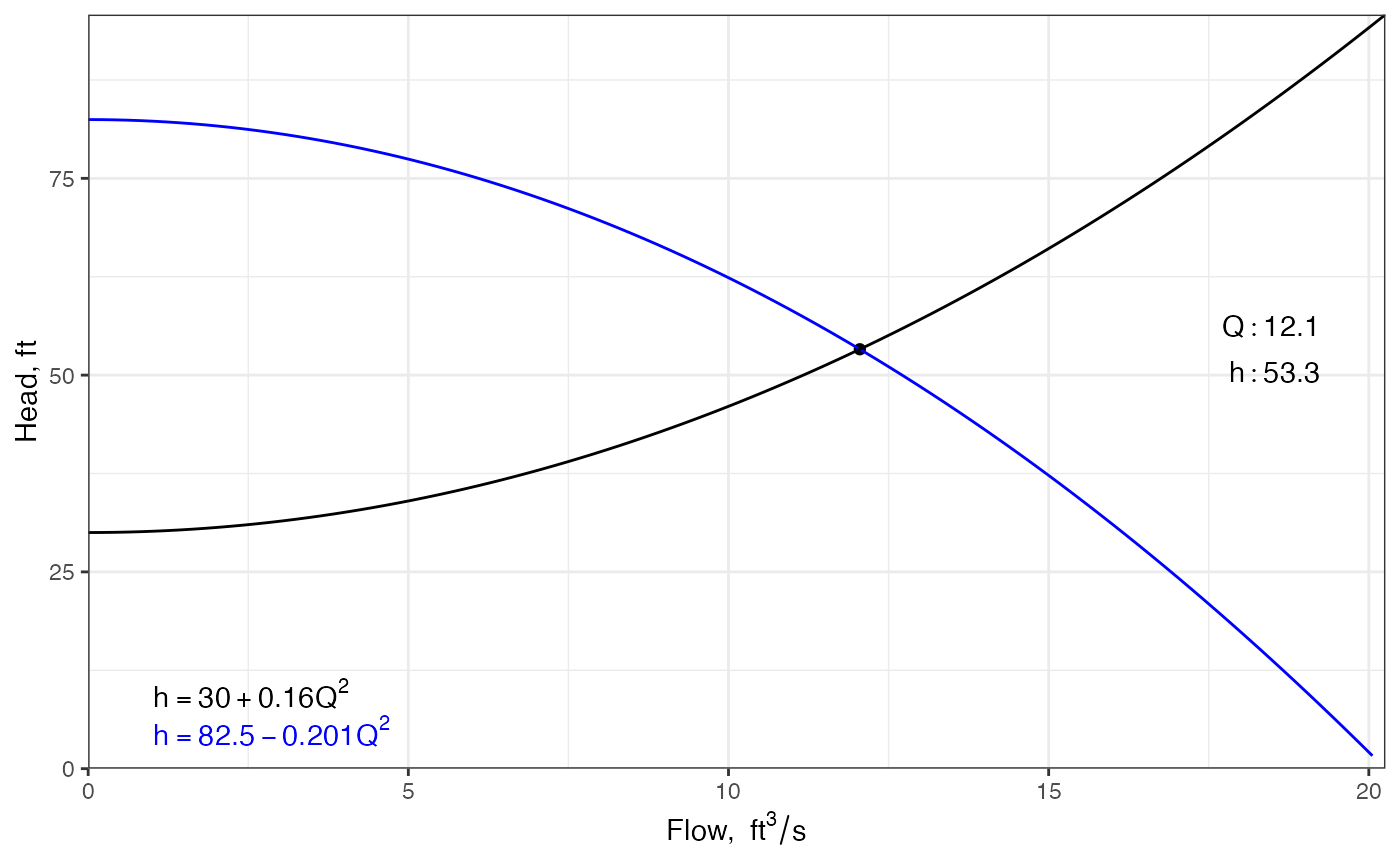 75
50
25
0
0 5 10 15 20
Head, ft
Flow, ft³/s
Q : 12.1
h : 53.3
h = 30 + 0.16Q²
h = 82.5 − 0.201Q²